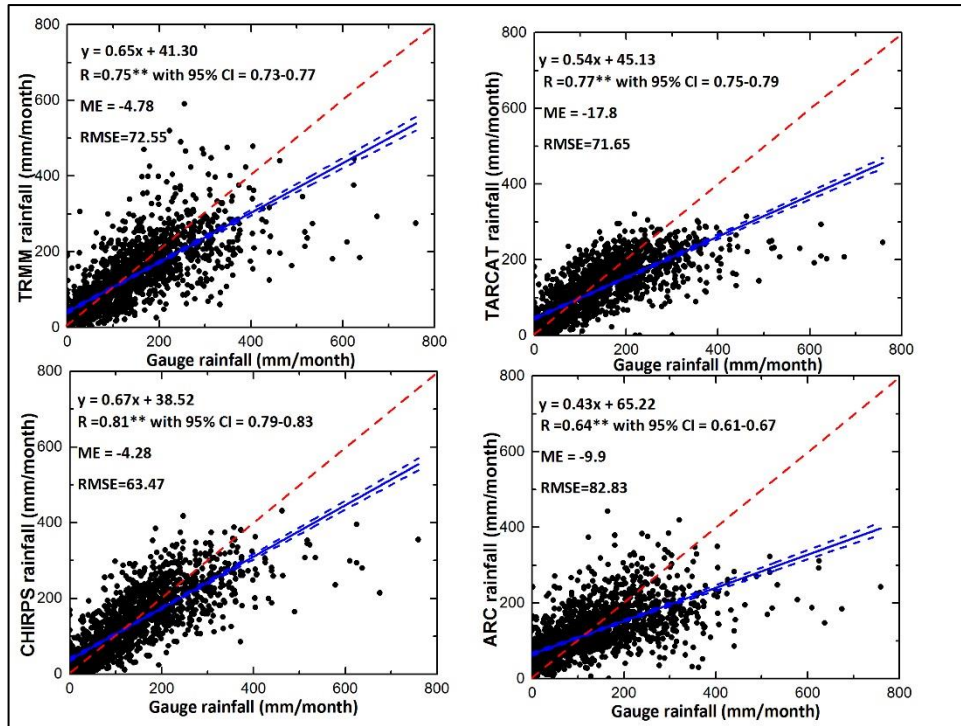 800
600
400
200
0
TRMM rainfall (mm/month)
y = 0.65x + 41.30
R =0.75** with 95% CI = 0.73-0.77
ME = -4.78
RMSE=72.55
0 200 400 600 800
Gauge rainfall (mm/month)
800
600
400
200
0
TARCAT rainfall (mm/month)
y = 0.54x + 45.13
R =0.77** with 95% CI = 0.75-0.79
ME = -17.8
RMSE=71.65
0 200 400 600 800
Gauge rainfall (mm/month)
800
600
400
200
0
CHIRPS rainfall (mm/month)
y = 0.67x + 38.52
R =0.81** with 95% CI = 0.79-0.83
ME = -4.28
RMSE=63.47
0 200 400 600 800
Gauge rainfall (mm/month)
800
600
400
200
0
ARC rainfall (mm/month)
y = 0.43x + 65.22
R =0.64** with 95% CI = 0.61-0.67
ME = -9.9
RMSE=82.83
0 200 400 600 800
Gauge rainfall (mm/month)